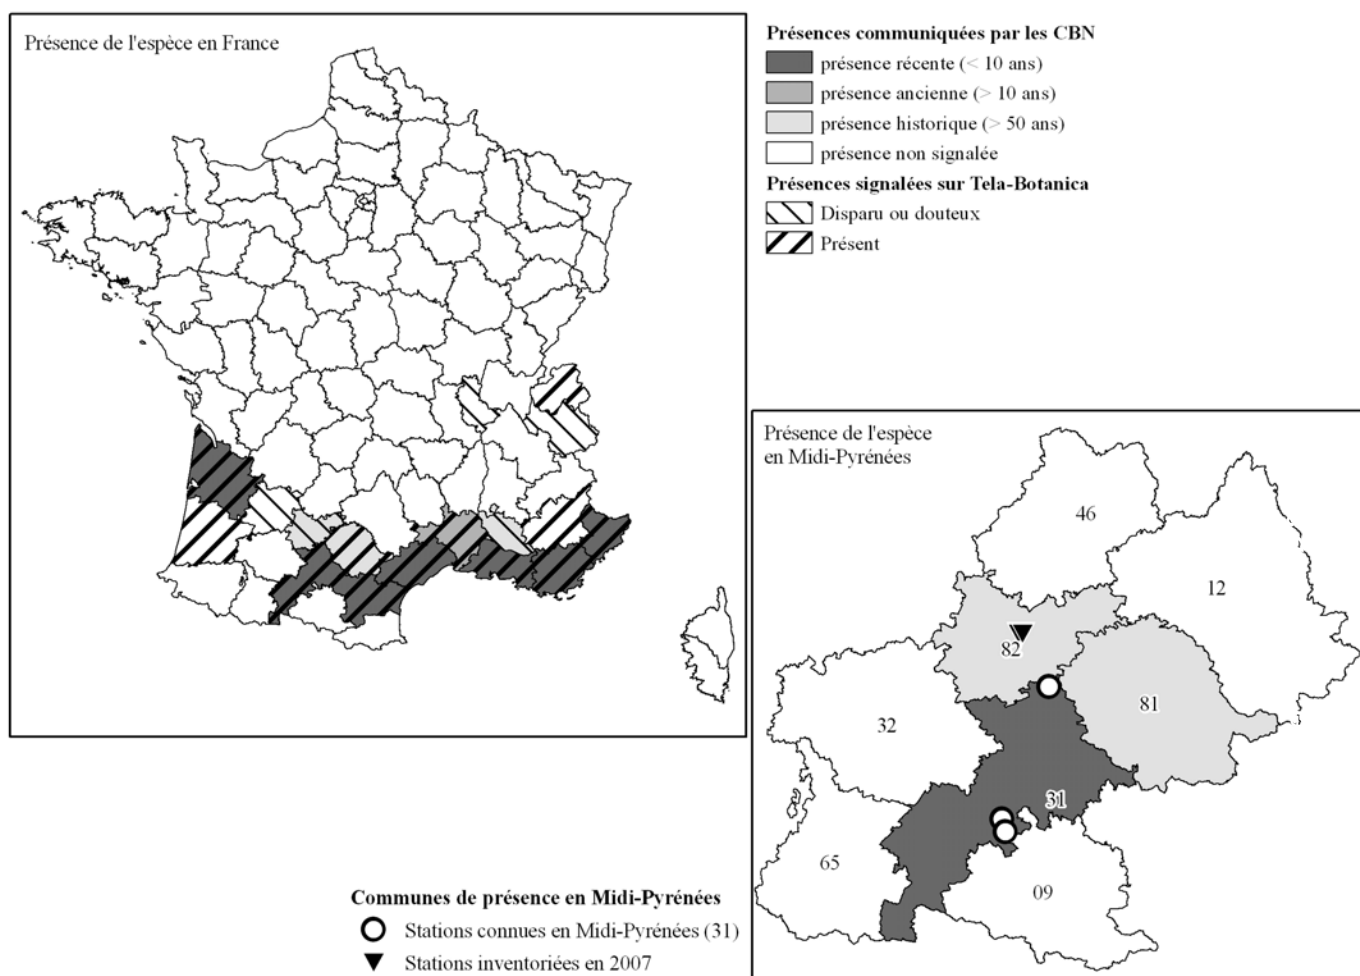 Présence de l'espèce en France
Présences communiquées par les CBN
présence récente (< 10 ans)
présence ancienne (> 10 ans)
présence historique (> 50 ans)
présence non signalée
Présences signalées sur Tela-Botanica
Disparu ou douteux
Présent
Présence de l'espèce
en Midi-Pyrénées
46
12
82
81
32
31
65
09
Communes de présence en Midi-Pyrénées
Stations connues en Midi-Pyrénées (31)
Stations inventoriées en 2007